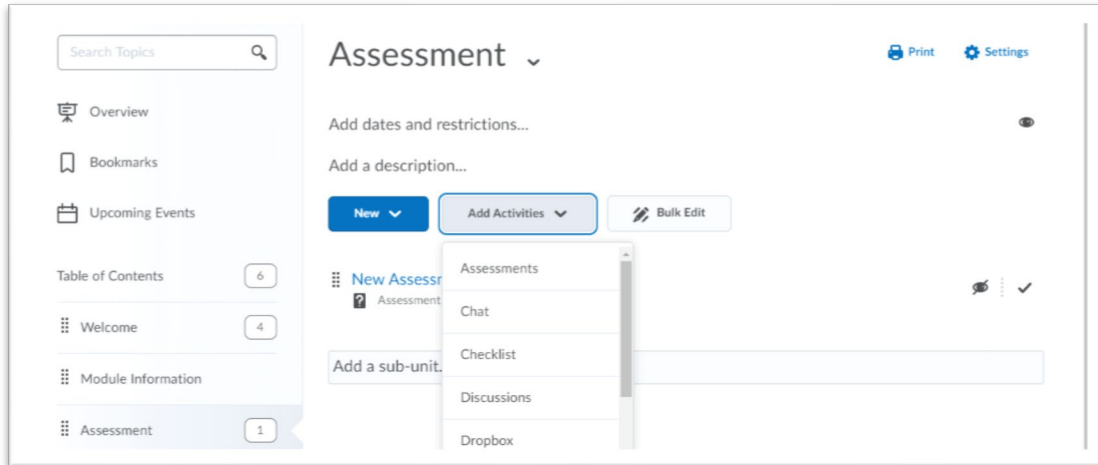 Search Topics
Overview
Bookmarks
Upcoming Events
Table of Contents 6
Welcome 4
Module Information
Assessment 1
Assessment
Print Settings
Add dates and restrictions...
Add a description...
New Add Activities Bulk Edit
Assessments
Chat
Checklist
Discussions
Dropbox
New Assessm
Assessment
Add a sub-unit.